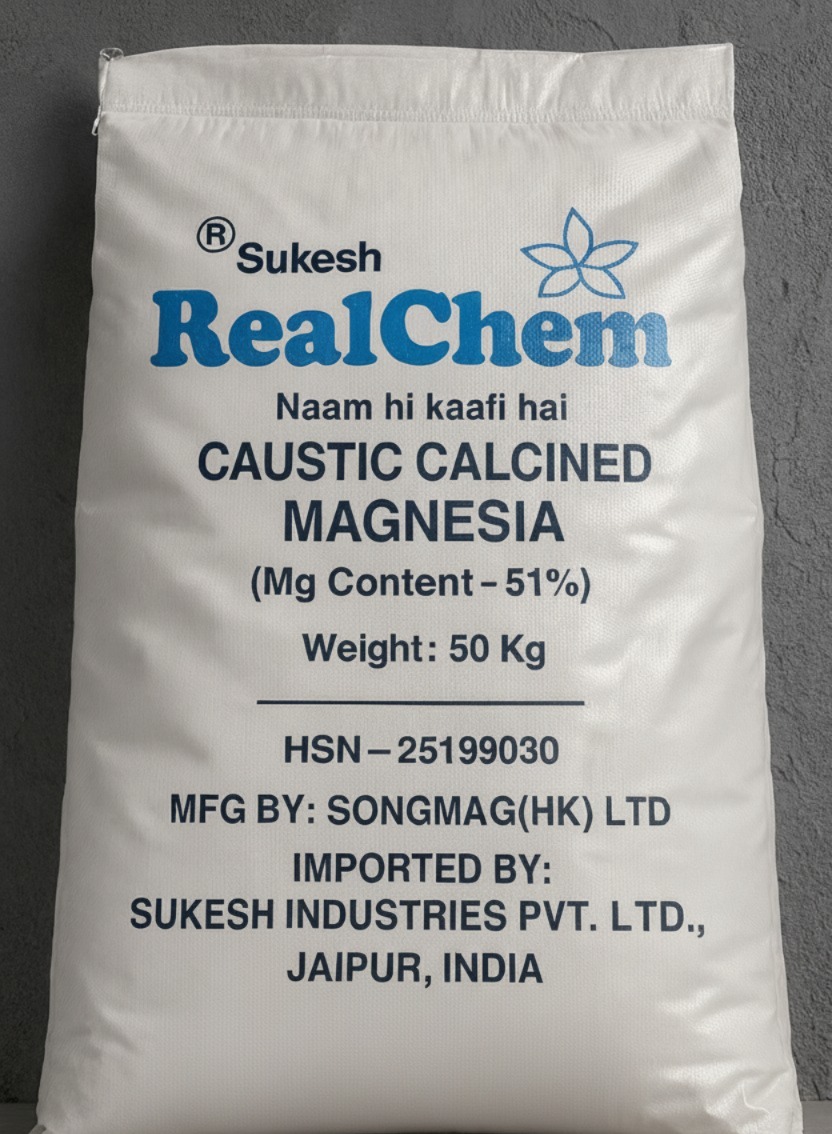 ® Sukesh
RealChem
Naam hi kaafi hai
CAUSTIC CALCINED
MAGNESIA
(Mg Content – 51%)
Weight: 50 Kg
HSN – 25199030
MFG BY: SONGMAG(HK) LTD
IMPORTED BY:
SUKESH INDUSTRIES PVT. LTD.,
JAIPUR, INDIA